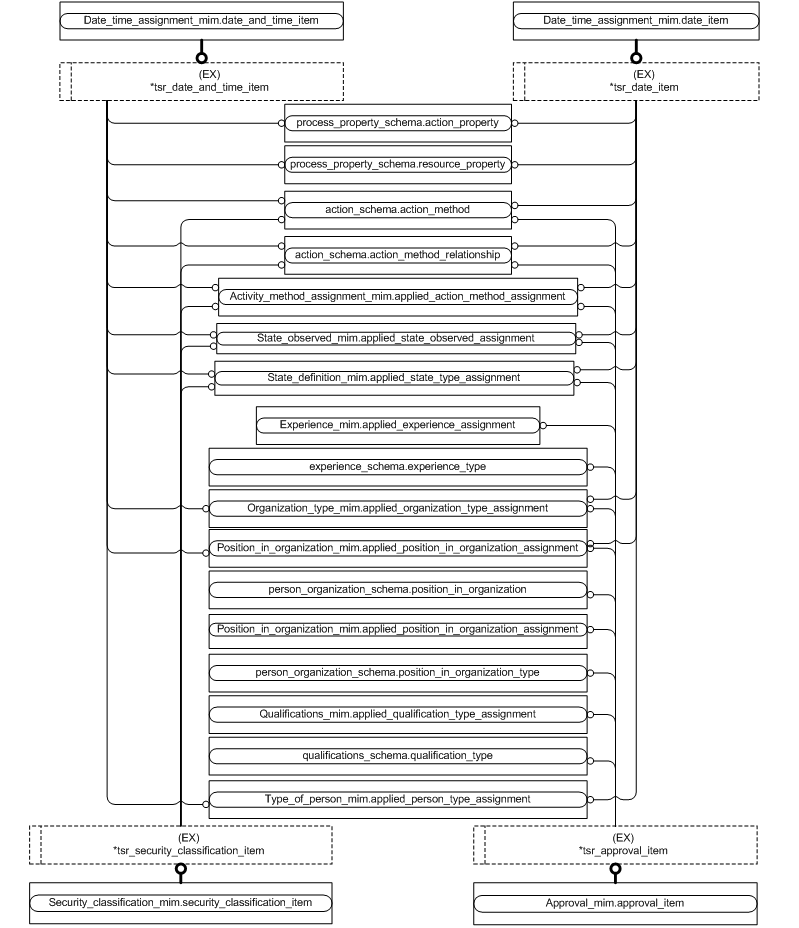 Date_time_assignment_mim.date_and_time_item
Date_time_assignment_mim.date_item
(EX)
*tsr_date_and_time_item
(EX)
*tsr_date_item
process_property_schema.action_property
process_property_schema.resource_property
action_schema.action_method
action_schema.action_method_relationship
Activity_method_assignment_mim.applied_action_method_assignment
State_observed_mim.applied_state_observed_assignment
State_definition_mim.applied_state_type_assignment
Experience_mim.applied_experience_assignment
experience_schema.experience_type
Organization_type_mim.applied_organization_type_assignment
Position_in_organization_mim.applied_position_in_organization_assignment
person_organization_schema.position_in_organization
Position_in_organization_mim.applied_position_in_organization_assignment
person_organization_schema.position_in_organization_type
Qualifications_mim.applied_qualification_type_assignment
qualifications_schema.qualification_type
Type_of_person_mim.applied_person_type_assignment
(EX)
*tsr_security_classification_item
(EX)
*tsr_approval_item
Security_classification_mim.security_classification_item
Approval_mim.approval_item